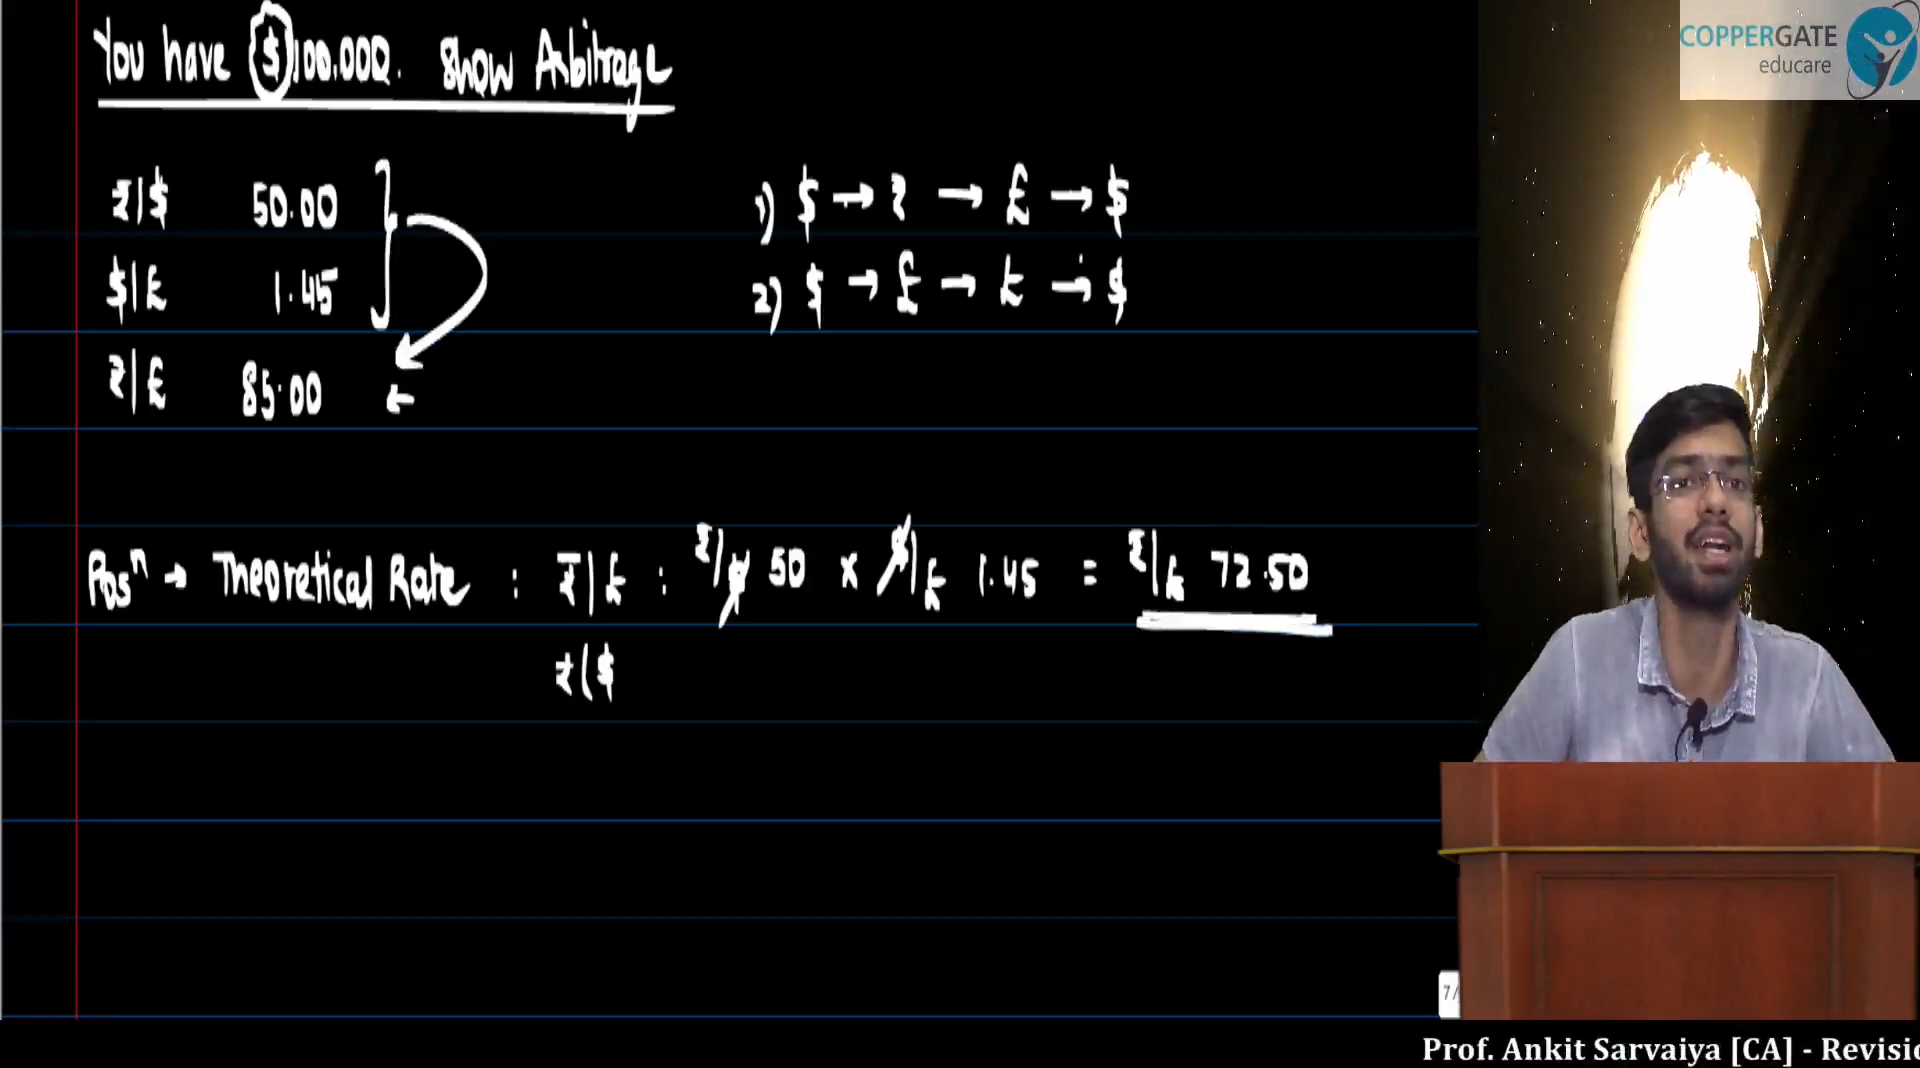 You have $100,000. Show Arbitrage
₹|$ 50.00
$|£ 1.45
₹|£ 85.00 ←
1) $ → ₹ → £ → $
2) $ → £ → ₹ → $
Posⁿ → Theoretical Rate : ₹|£ : ₹/$ 50 x $/£ 1.45 = ₹/£ 72.50
₹|$
COPPERGATE
educare
7/
Prof. Ankit Sarvaiya [CA] - Revisio